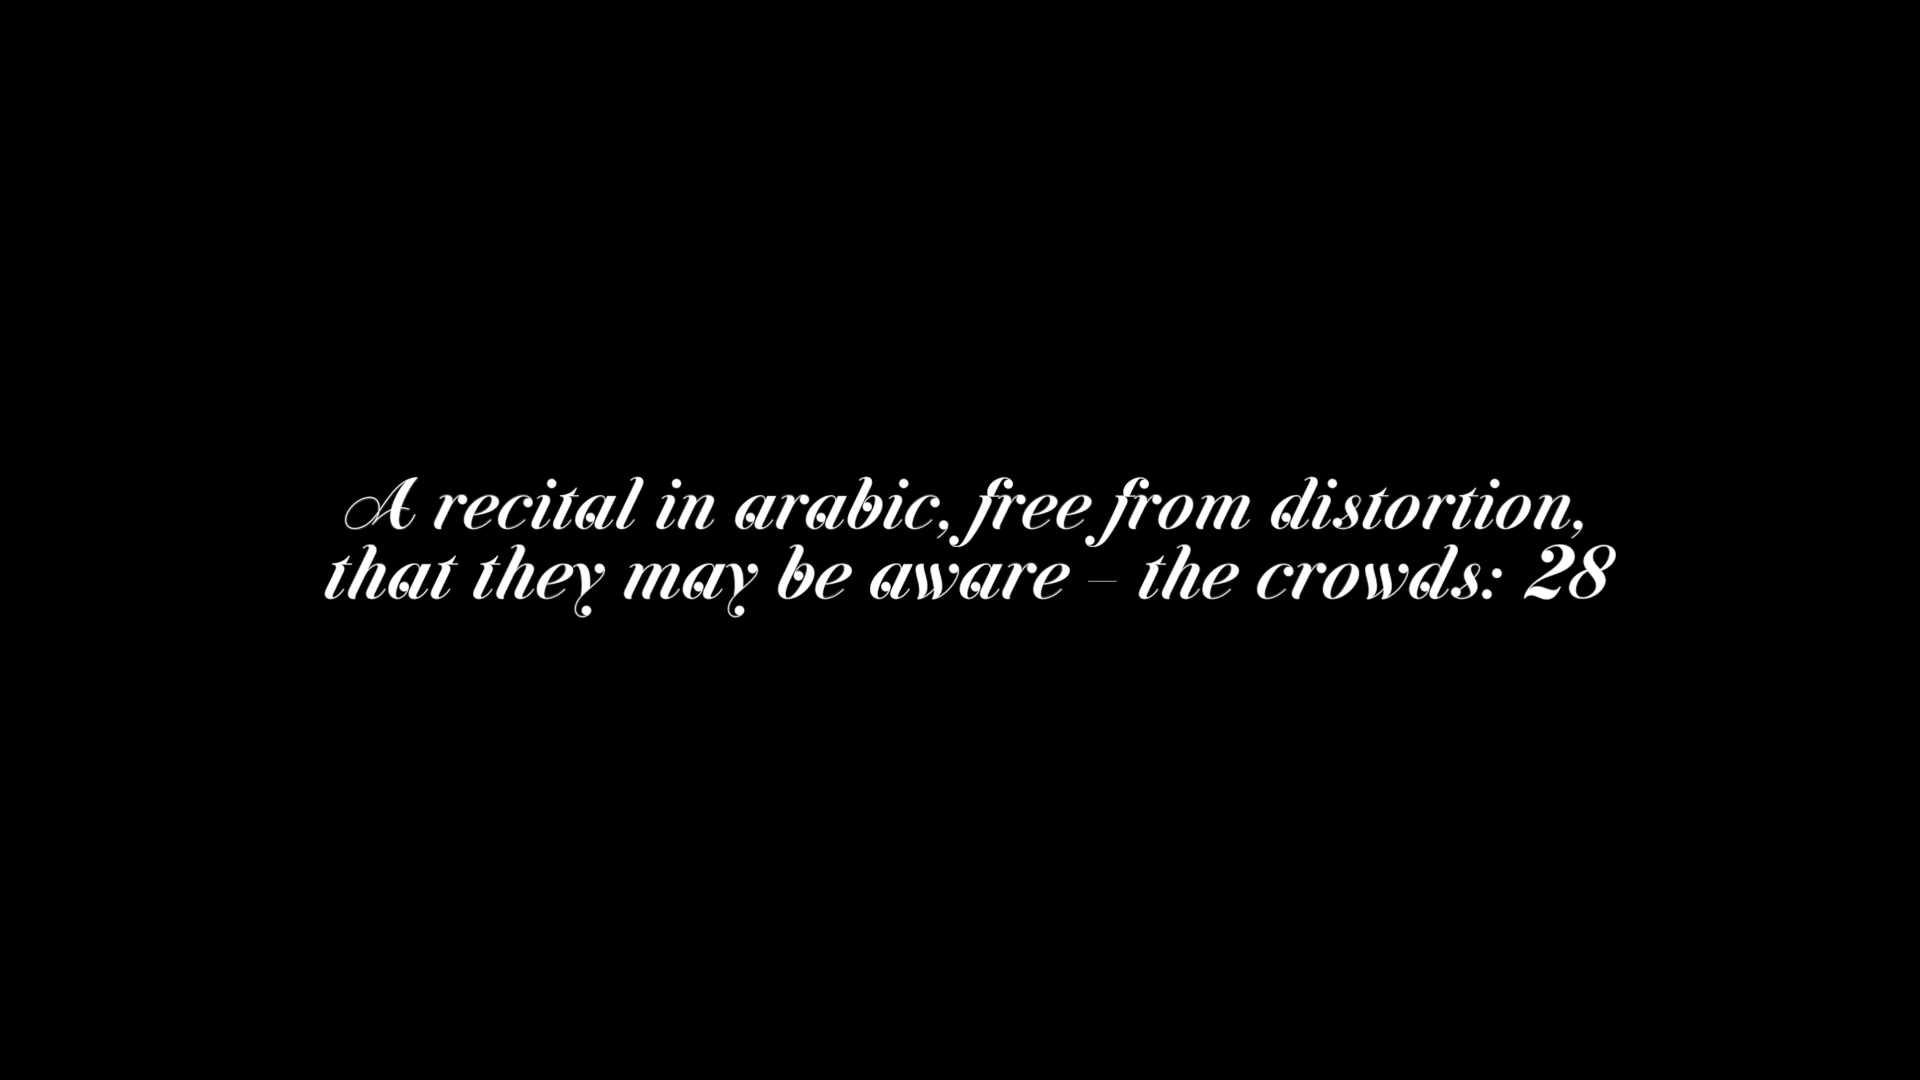 A recital in arabic, free from distortion,
that they may be aware – the crowds: 28